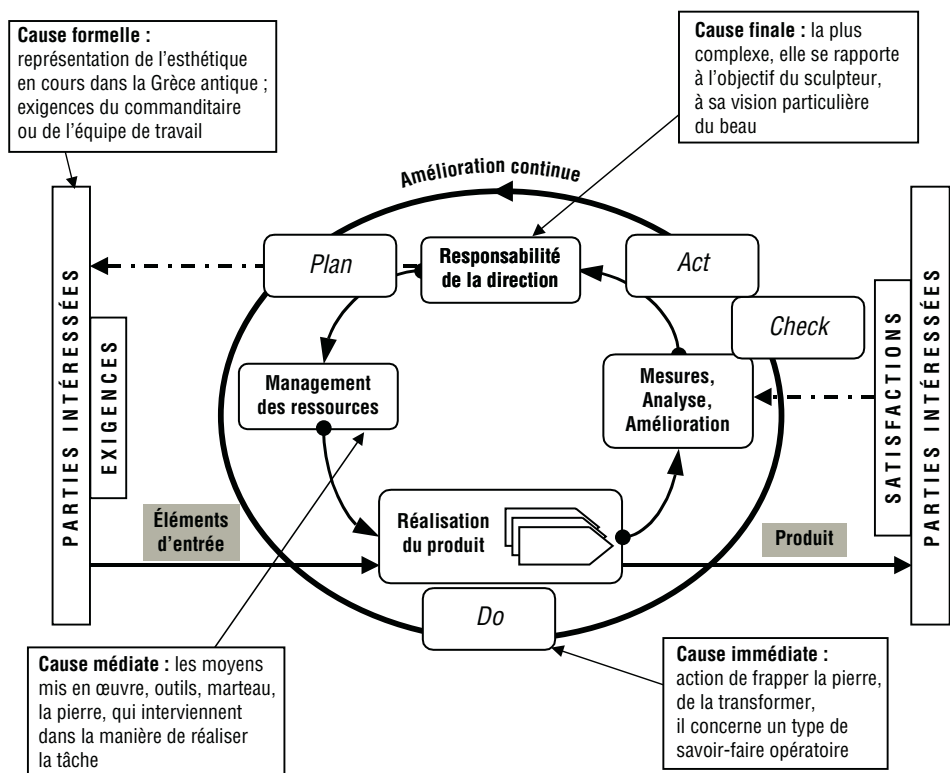 Cause formelle :
représentation de l’esthétique
en cours dans la Grèce antique ;
exigences du commanditaire
ou de l’équipe de travail
Cause finale : la plus
complexe, elle se rapporte
à l’objectif du sculpteur,
à sa vision particulière
du beau
Amélioration continue
PARTIES INTÉRESSÉES
EXIGENCES
Plan
Responsabilité
de la direction
Act
Check
Management
des ressources
Mesures,
Analyse,
Amélioration
SATISFACTIONS
PARTIES INTÉRESSÉES
Éléments
d’entrée
Réalisation
du produit
Produit
Do
Cause médiate : les moyens
mis en œuvre, outils, marteau,
la pierre, qui interviennent
dans la manière de réaliser
la tâche
Cause immédiate :
action de frapper la pierre,
de la transformer,
il concerne un type de
savoir-faire opératoire